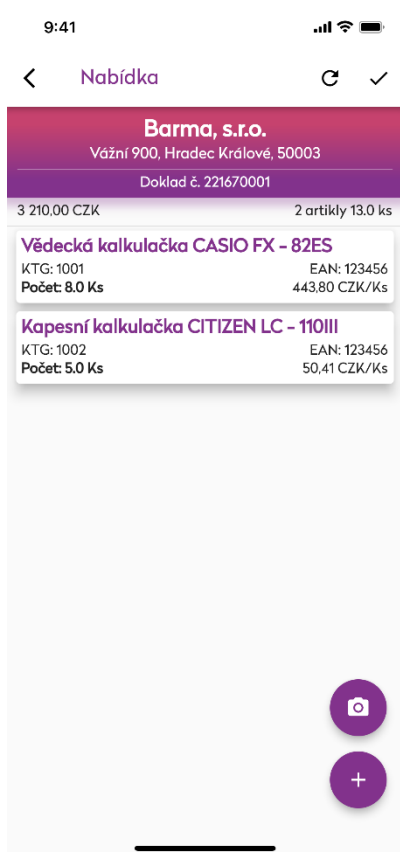 9:41
Nabídka
Barma, s.r.o.
Vážní 900, Hradec Králové, 50003
Doklad č. 221670001
3 210,00 CZK 2 artikly 13.0 ks
Vědecká kalkulačka CASIO FX - 82ES
KTG: 1001 EAN: 123456
Počet: 8.0 Ks 443,80 CZK/Ks
Kapesní kalkulačka CITIZEN LC - 110III
KTG: 1002 EAN: 123456
Počet: 5.0 Ks 50,41 CZK/Ks